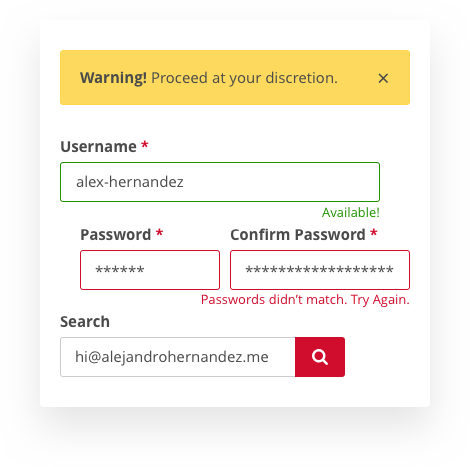 Warning! Proceed at your discretion. ×
Username *
alex-hernandez
Available!
Password * Confirm Password *
****** ******************
Passwords didn't match. Try Again.
Search
hi@alejandrohernandez.me